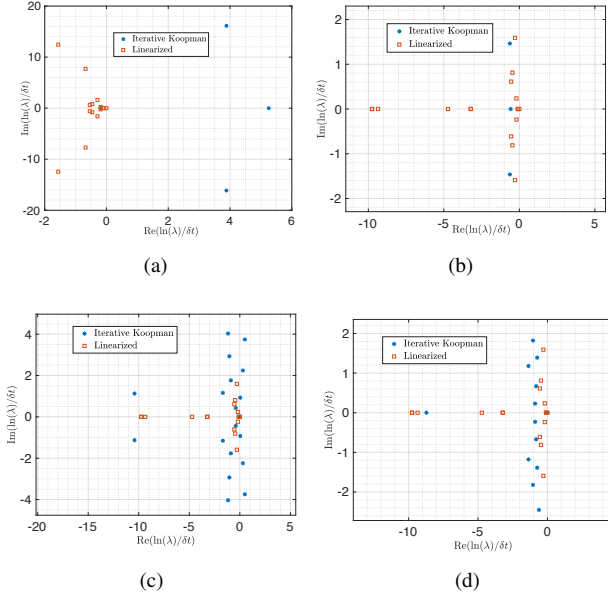 20
10
0
-10
-20
-2
0
2
4
6
Im(ln(λ)/δt)
Re(ln(λ)/δt)
Iterative Koopman
Linearized
(a)
2
1
0
-1
-2
-10
-5
0
5
Im(ln(λ)/δt)
Re(ln(λ)/δt)
Iterative Koopman
Linearized
(b)
4
2
0
-2
-4
-20
-15
-10
-5
0
5
Im(ln(λ)/δt)
Re(ln(λ)/δt)
Iterative Koopman
Linearized
(c)
2
1
0
-1
-2
-10
-5
0
Im(ln(λ)/δt)
Re(ln(λ)/δt)
Iterative Koopman
Linearized
(d)